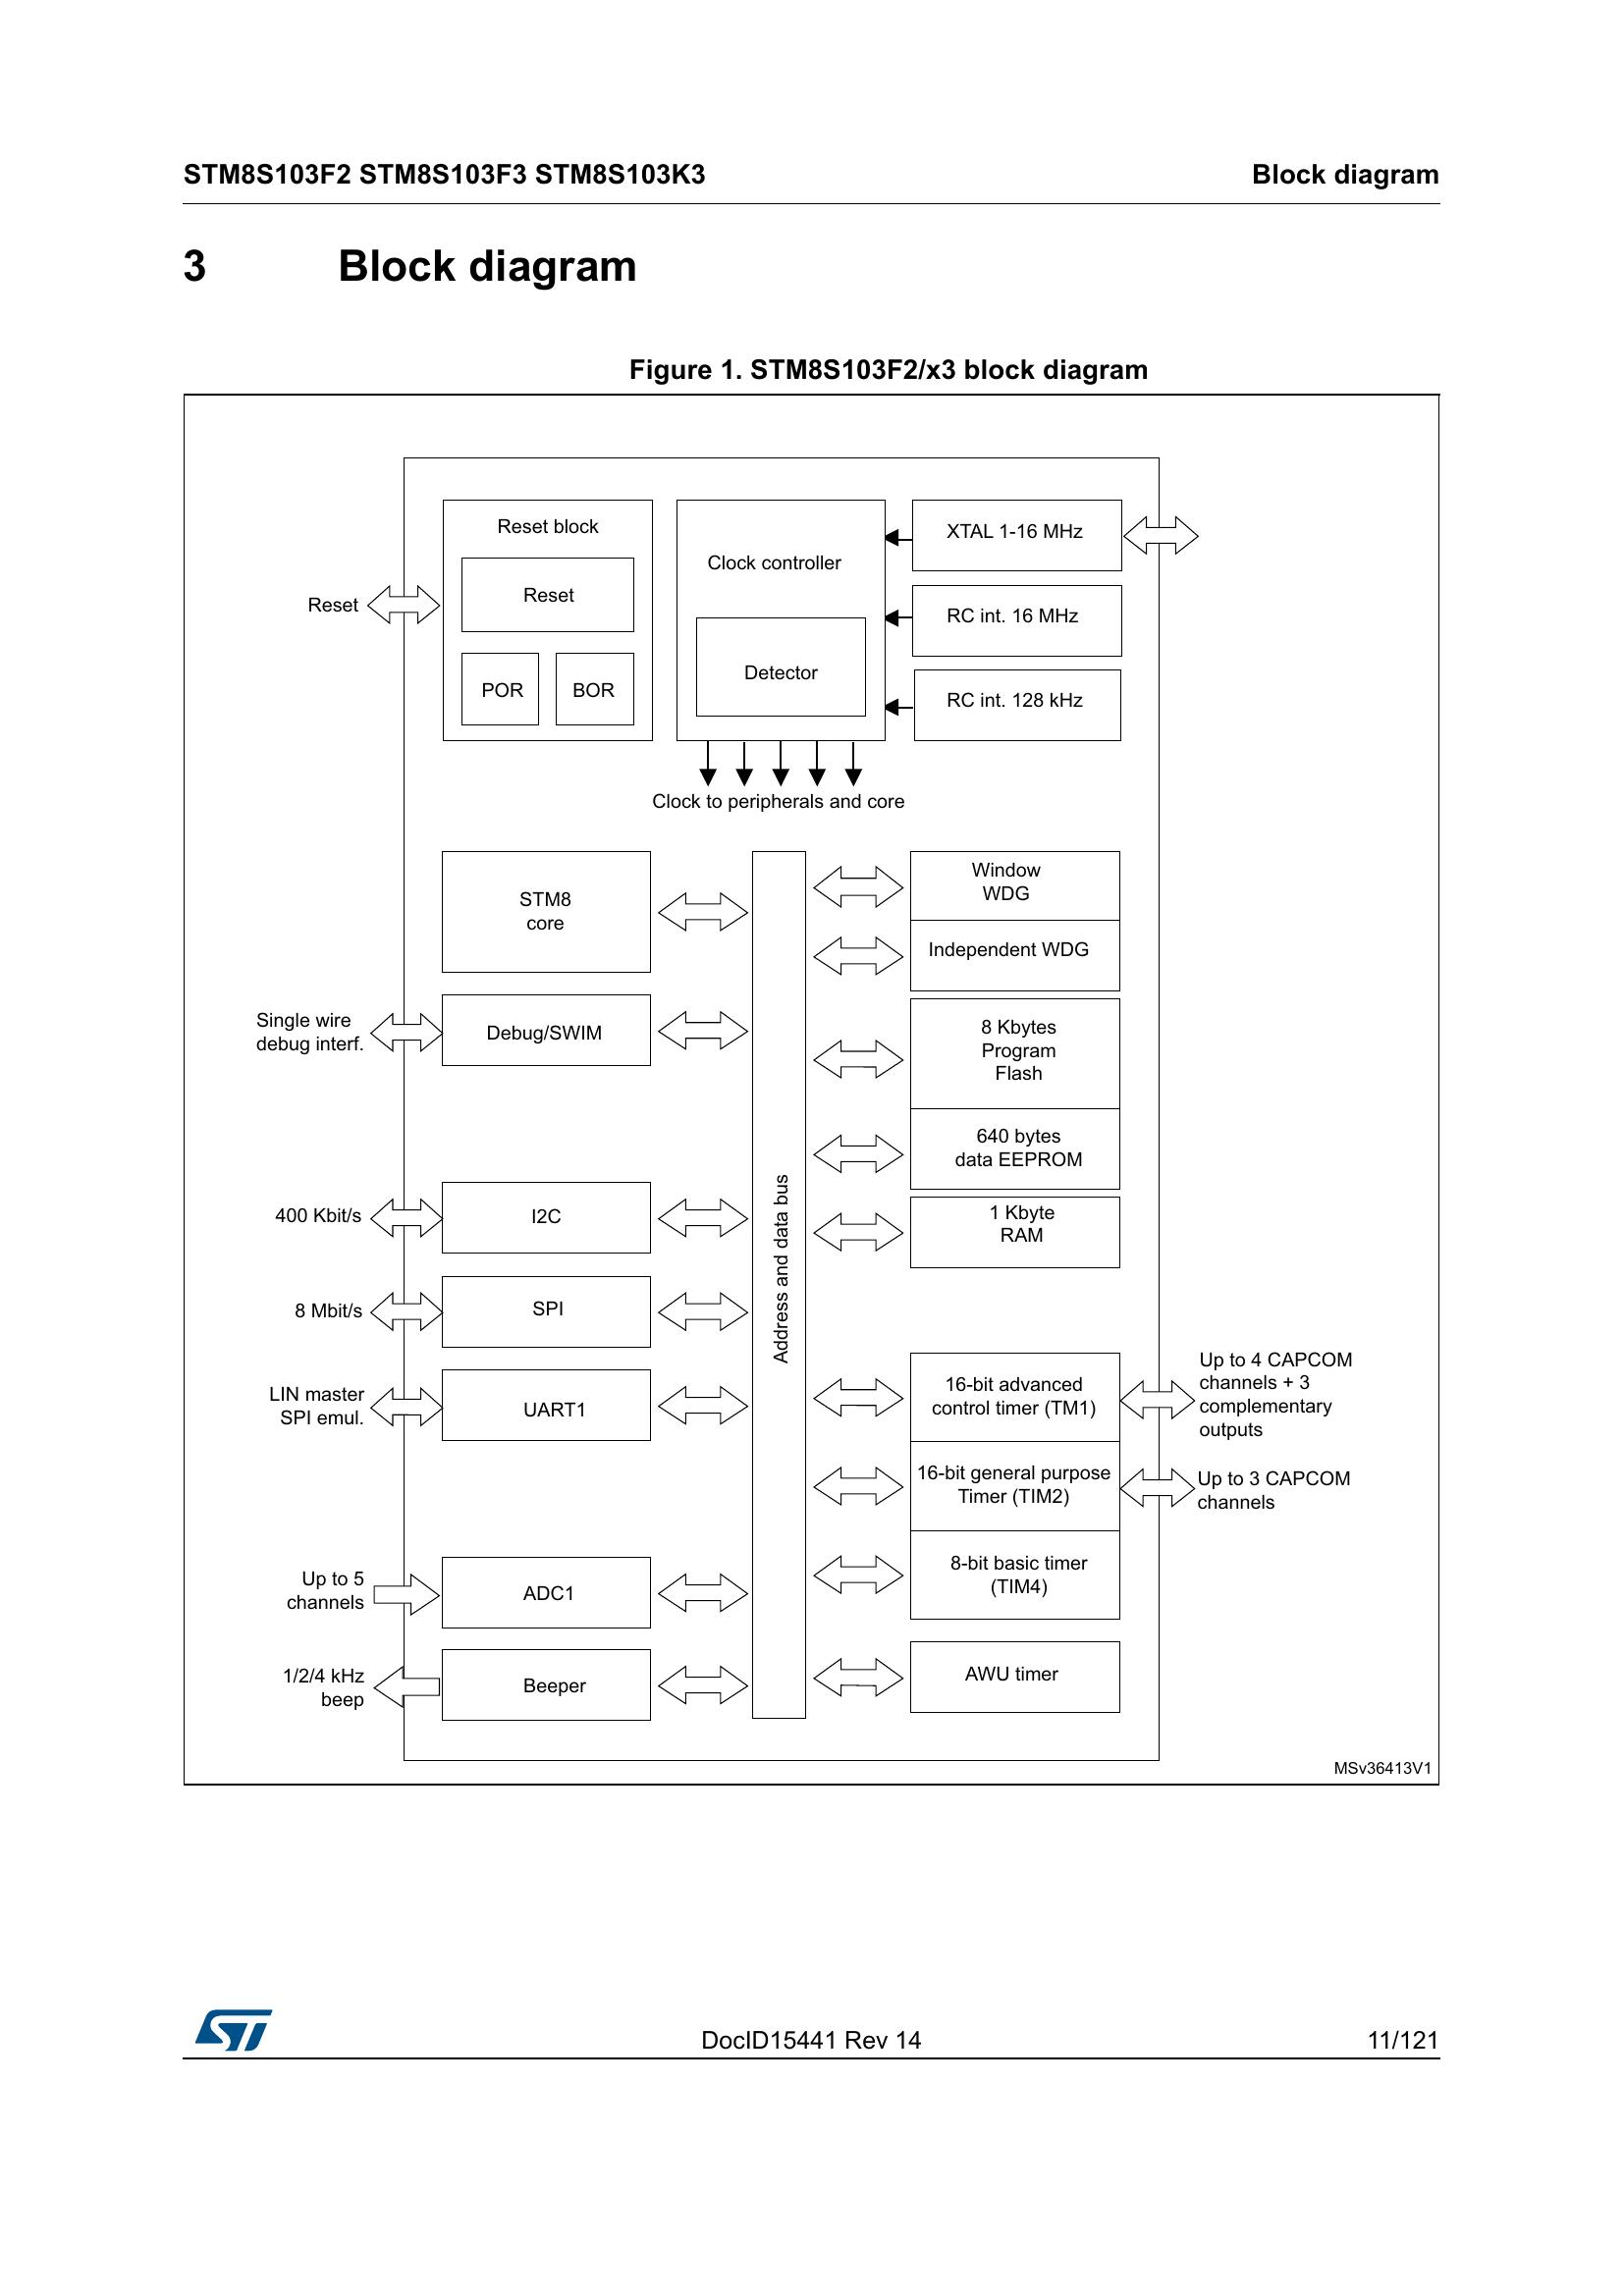 STM8S103F2 STM8S103F3 STM8S103K3
Block diagram
3 Block diagram
Figure 1. STM8S103F2/x3 block diagram
Reset block
Reset
Reset
POR
BOR
Clock controller
Detector
XTAL 1-16 MHz
RC int. 16 MHz
RC int. 128 kHz
Clock to peripherals and core
STM8
core
Single wire
debug interf.
Debug/SWIM
400 Kbit/s
I2C
8 Mbit/s
SPI
LIN master
SPI emul.
UART1
Up to 5
channels
ADC1
1/2/4 kHz
beep
Beeper
Address and data bus
Window
WDG
Independent WDG
8 Kbytes
Program
Flash
640 bytes
data EEPROM
1 Kbyte
RAM
16-bit advanced
control timer (TM1)
Up to 4 CAPCOM
channels + 3
complementary
outputs
16-bit general purpose
Timer (TIM2)
Up to 3 CAPCOM
channels
8-bit basic timer
(TIM4)
AWU timer
MSv36413V1
ST
DocID15441 Rev 14
11/121